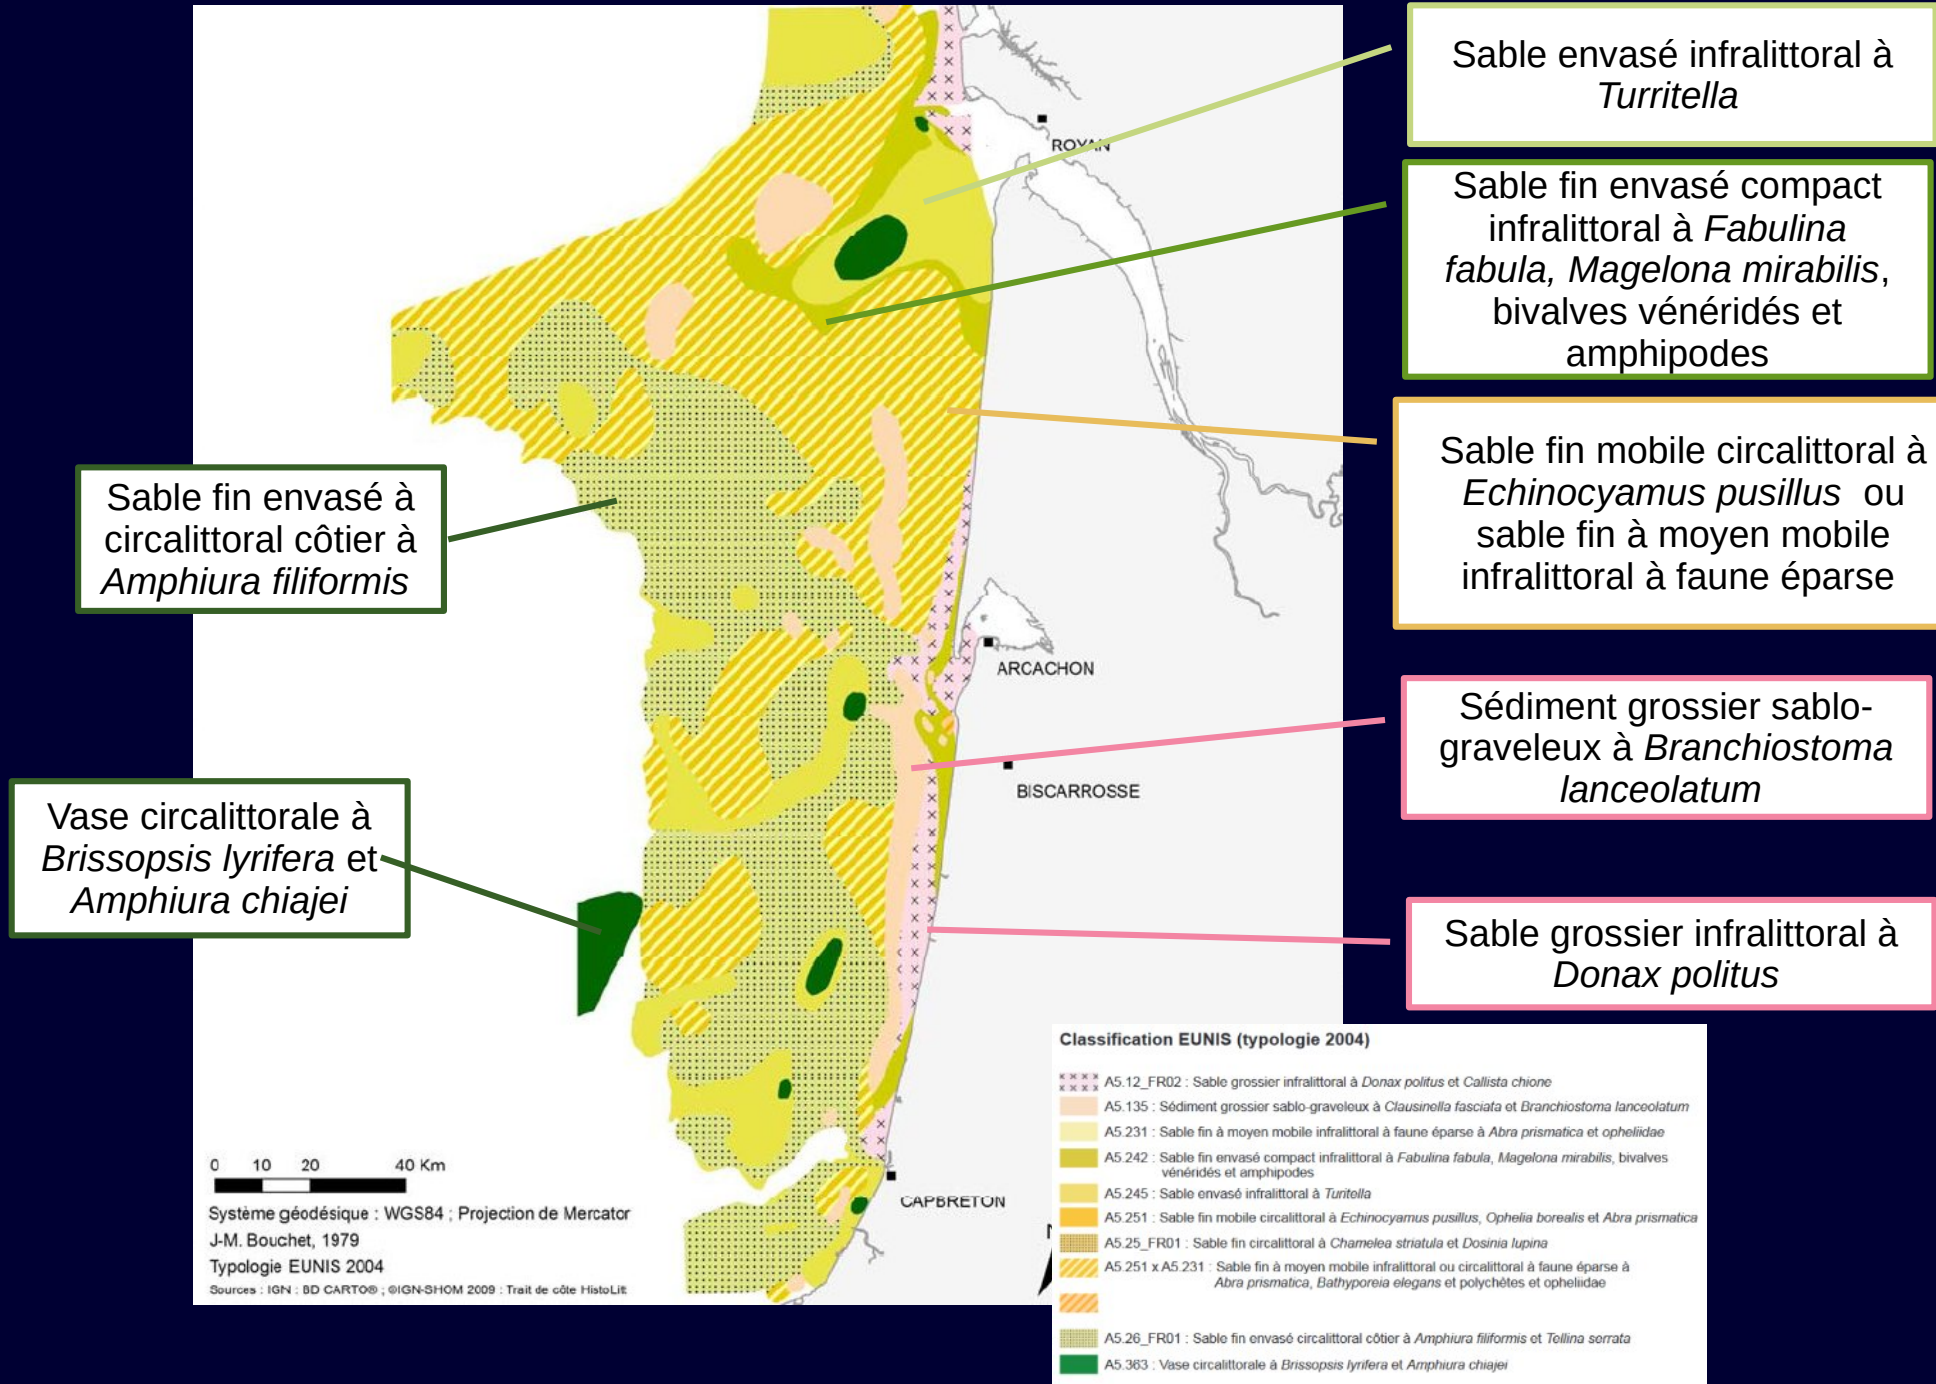 Sable envasé infralittoral à
Turritella
Sable fin envasé compact
infralittoral à Fabulina
fabula, Magelona mirabilis,
bivalves vénéridés et
amphipodes
Sable fin mobile circalittoral à
Echinocyamus pusillus ou
sable fin à moyen mobile
infralittoral à faune éparse
Sédiment grossier sablo-
graveleux à Branchiostoma
lanceolatum
Sable grossier infralittoral à
Donax politus
Sable fin envasé à
circalittoral côtier à
Amphiura filiformis
Vase circalittorale à
Brissopsis lyrifera et
Amphiura chiajei
ROYAN
ARCACHON
BISCARROSSE
CAPBRETON
0 10 20 40 Km
Système géodésique : WGS84 ; Projection de Mercator
J-M. Bouchet, 1979
Typologie EUNIS 2004
Sources : IGN : BD CARTO® ; @IGN-SHOM 2009 : Trait de côte HistoLitt
Classification EUNIS (typologie 2004)
A5.12_FR02 : Sable grossier infralittoral à Donax politus et Callista chione
A5.135 : Sédiment grossier sablo-graveleux à Clausinella fasciata et Branchiostoma lanceolatum
A5.231 : Sable fin à moyen mobile infralittoral à faune éparse à Abra prismatica et opheliidae
A5.242 : Sable fin envasé compact infralittoral à Fabulina fabula, Magelona mirabilis, bivalves
vénéridés et amphipodes
A5.245 : Sable envasé infralittoral à Turitella
A5.251 : Sable fin mobile circalittoral à Echinocyamus pusillus, Ophelia borealis et Abra prismatica
A5.25_FR01 : Sable fin circalittoral à Chamelea striatula et Dosinia lupina
A5.251 x A5.231 : Sable fin à moyen mobile infralittoral ou circalittoral à faune éparse à
Abra prismatica, Bathyporeia elegans et polychètes et opheliidae
A5.26_FR01 : Sable fin envasé circalittoral côtier à Amphiura filiformis et Tellina serrata
A5.363 : Vase circalittorale à Brissopsis lyrifera et Amphiura chiajei